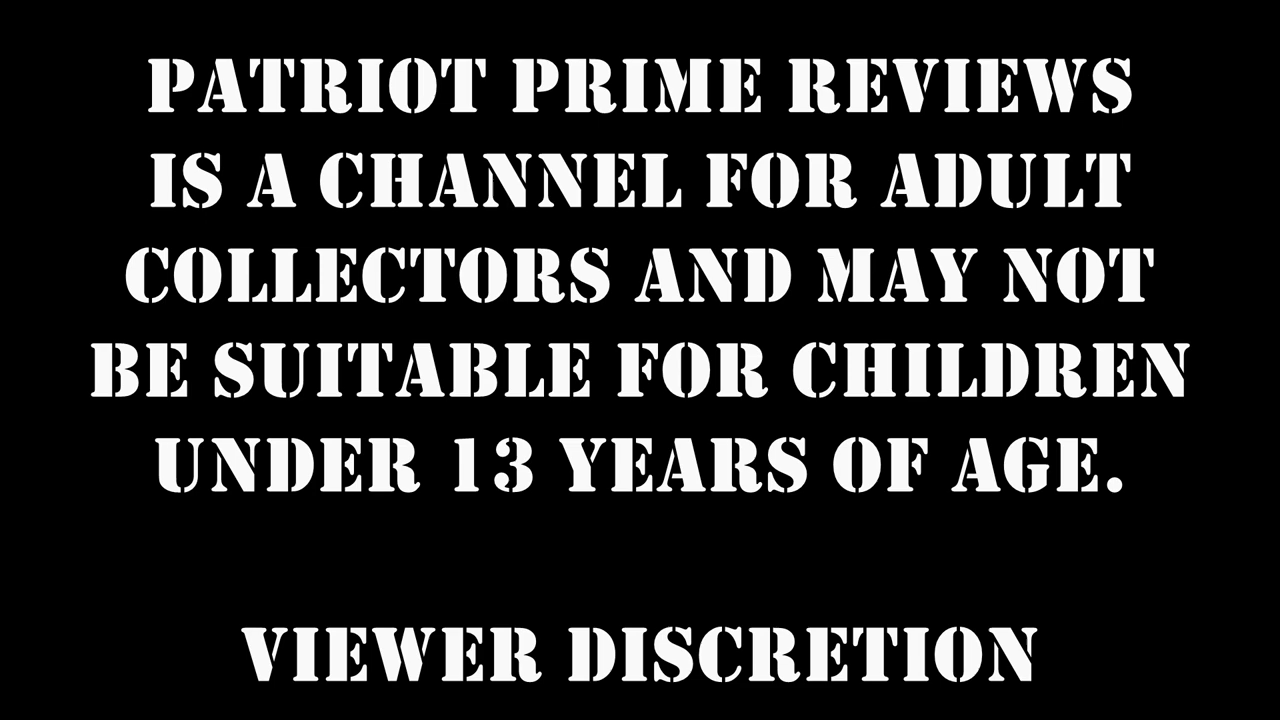 PATRIOT PRIME REVIEWS
IS A CHANNEL FOR ADULT
COLLECTORS AND MAY NOT
BE SUITABLE FOR CHILDREN
UNDER 13 YEARS OF AGE.
VIEWER DISCRETION